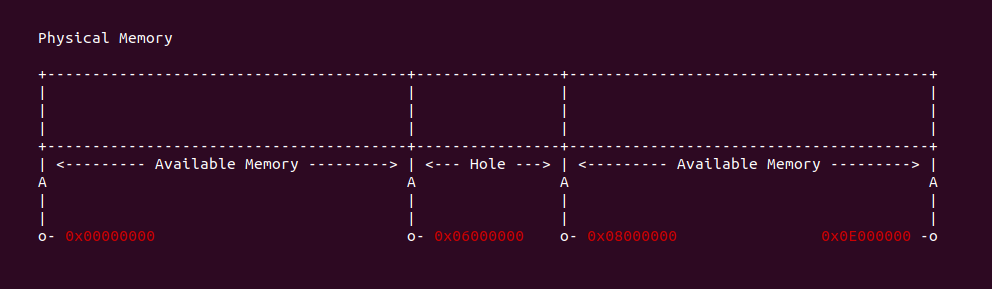 Physical Memory
+----------------------------------------+----------------+----------------------------------------+
|                                        |                |                                        |
|                                        |                |                                        |
|                                        |                |                                        |
+----------------------------------------+----------------+----------------------------------------+
| <--------- Available Memory ---------> | <--- Hole ---> | <--------- Available Memory ---------> |
A                                        A                A                                        A
|                                        |                |                                        |
|                                        |                |                                        |
o- 0x00000000                            o- 0x06000000    o- 0x08000000                0x0E000000 -o